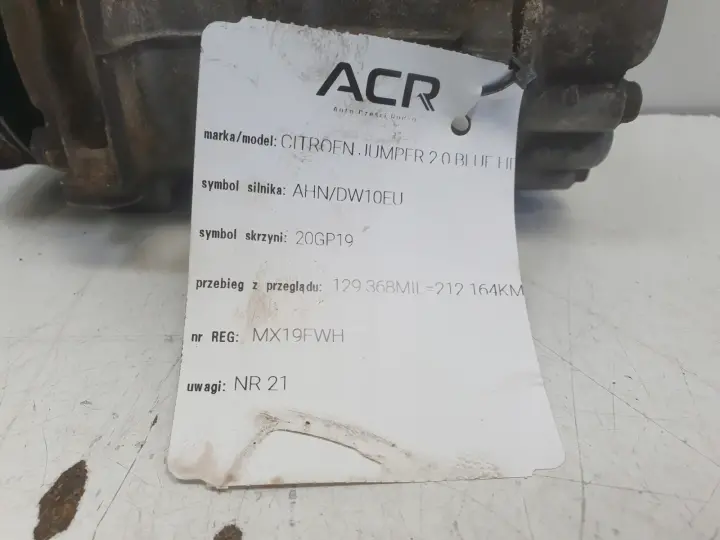 ACR
marka/model: CITROEN JUMPER 2.0 BLUE
symbol silnika: AHN/DW10EU
symbol skrzyni: 20GP19
przebieg z przeglądu: 129 368MIL=212 164KM
nr REG: MX19FWH
uwagi: NR 21